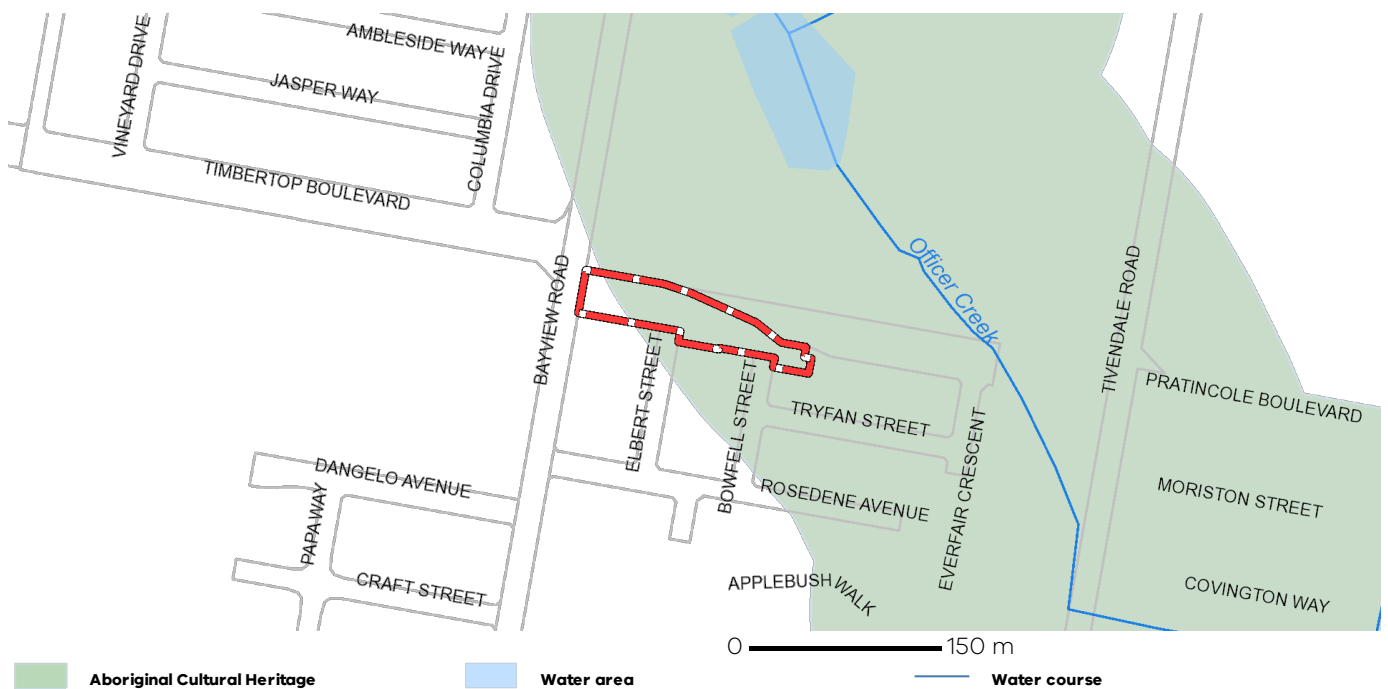 AMBLESIDE WAY E
JASPER WAY
VINEYARD DRIVE
COLUMBIA DRIVE
TIMBERTOP BOULEVARD
BAYVIEW ROAD
Officer Creek
TIVENDALE ROAD
PRATINCOLE BOULEVARD
ELBERT STREET
BOWFELL STREET
TRYFAN STREET
EVERFAIR CRESCENT
DANGELO AVENUE
ROSEDENE AVENUE
MORISTON STREET
PAPA WAY
CRAFT STREET
APPLEBUSH WALK
COVINGTON WAY
0 150 m
Aboriginal Cultural Heritage
Water area
Water course